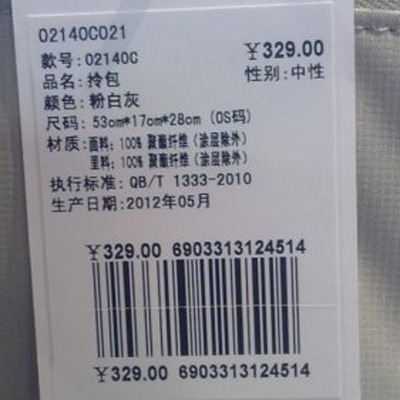 02140C021
款号:02140C ￥329.00
品名:拎包 性别:中性
颜色:粉白灰
尺码:53cm*17cm*28cm (OS码)
材质:面料:100% 聚酯纤维(涂层除外)
里料:100% 聚酯纤维(涂层除外)
执行标准:QB/T 1333-2010
生产日期:2012年05月
￥329.00 6903313124514
￥329.00 6903313124514